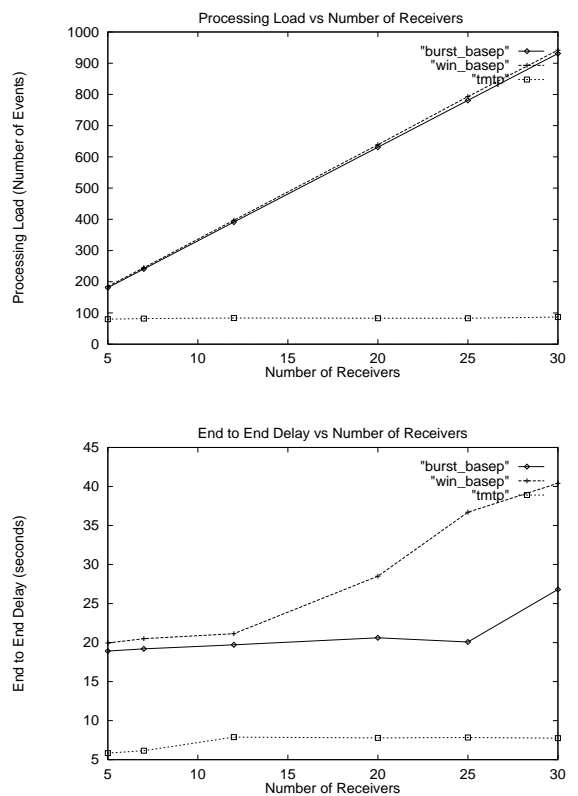 Processing Load vs Number of Receivers
1000
900
800
700
600
500
400
300
200
100
0
5
10
15
20
25
30
Processing Load (Number of Events)
Number of Receivers
"burst_basep"
"win_basep"
"tmtp"
End to End Delay vs Number of Receivers
45
40
35
30
25
20
15
10
5
5
10
15
20
25
30
End to End Delay (seconds)
Number of Receivers
"burst_basep"
"win_basep"
"tmtp"